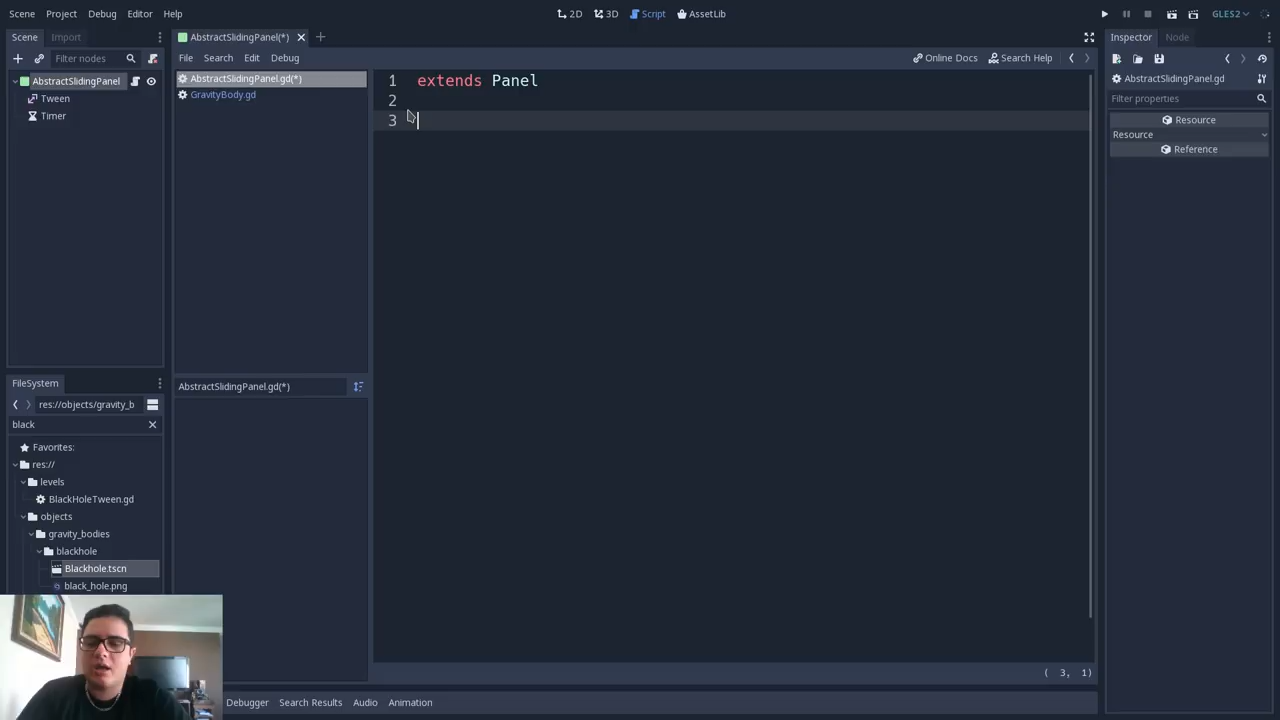 Scene Project Debug Editor Help
2D 3D Script AssetLib
GLES2
Scene Import
Filter nodes
AbstractSlidingPanel
Tween
Timer
FileSystem
res://objects/gravity_b
black
Favorites:
res://
levels
BlackHoleTween.gd
objects
gravity_bodies
blackhole
Blackhole.tscn
black_hole.png
AbstractSlidingPanel(*)
File Search Edit Debug
Online Docs Search Help
AbstractSlidingPanel.gd(*)
GravityBody.gd
AbstractSlidingPanel.gd(*)
1 extends Panel
2
3
( 3, 1)
Debugger Search Results Audio Animation
Inspector Node
AbstractSlidingPanel.gd
Filter properties
Resource
Resource
Reference